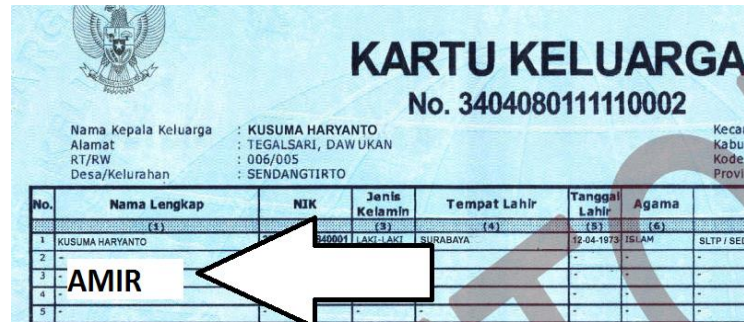 KARTU KELUARGA
No. 3404080111110002
Nama Kepala Keluarga : KUSUMA HARYANTO
Alamat : TEGALSARI, DAWUKAN
RT/RW : 006/005
Desa/Kelurahan : SENDANGTIRTO
No. Nama Lengkap NIK Jenis Kelamin Tempat Lahir Tanggal Lahir Agama
(1) (3) (4) (5) (6)
1 KUSUMA HARYANTO 840001 LAKI-LAKI SURABAYA 12-04-1973 ISLAM SLTP /
2 -
3 -
AMIR
4 -
5 -